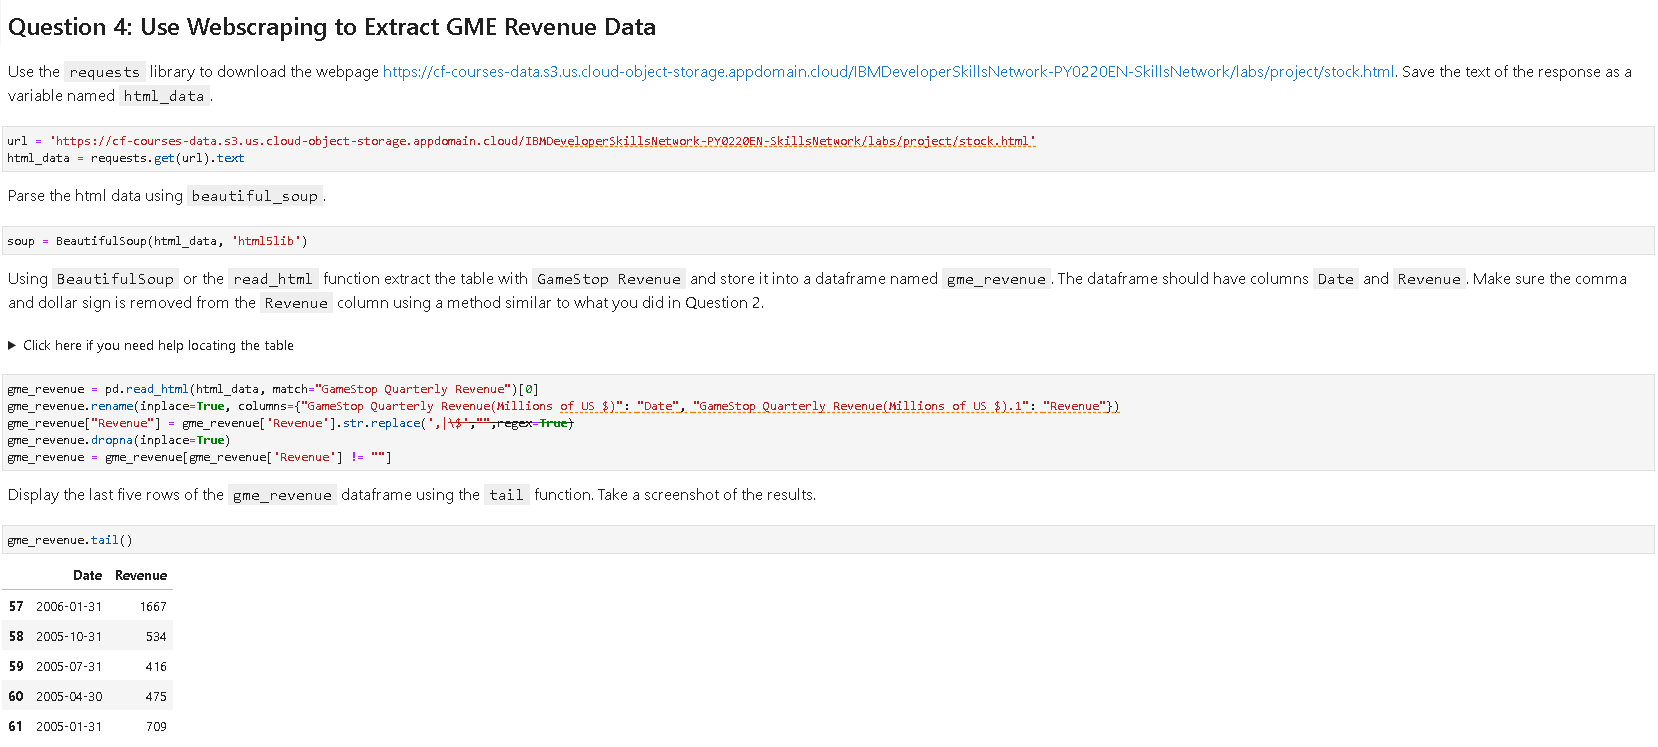 Question 4: Use Webscraping to Extract GME Revenue Data
Use the requests library to download the webpage https://cf-courses-data.s3.us.cloud-object-storage.appdomain.cloud/IBMDeveloperSkillsNetwork-PY0220EN-SkillsNetwork/labs/project/stock.html. Save the text of the response as a
variable named html_data.
url = 'https://cf-courses-data.s3.us.cloud-object-storage.appdomain.cloud/IBMDeveloperSkillsNetwork-PY0220EN-SkillsNetwork/labs/project/stock.html'
html_data = requests.get(url).text
Parse the html data using beautiful_soup.
soup = BeautifulSoup(html_data, 'html5lib')
Using BeautifulSoup or the read_html function extract the table with GameStop Revenue and store it into a dataframe named gme_revenue. The dataframe should have columns Date and Revenue. Make sure the comma
and dollar sign is removed from the Revenue column using a method similar to what you did in Question 2.
▶ Click here if you need help locating the table
gme_revenue = pd.read_html(html_data, match="GameStop Quarterly Revenue")[0]
gme_revenue.rename(inplace=True, columns={"GameStop Quarterly Revenue(Millions of US $)": "Date", "GameStop Quarterly Revenue(Millions of US $).1": "Revenue"})
gme_revenue["Revenue"] = gme_revenue['Revenue'].str.replace(',|\$',"",regex=True)
gme_revenue.dropna(inplace=True)
gme_revenue = gme_revenue[gme_revenue['Revenue'] != ""]
Display the last five rows of the gme_revenue dataframe using the tail function. Take a screenshot of the results.
gme_revenue.tail()
Date Revenue
57 2006-01-31 1667
58 2005-10-31 534
59 2005-07-31 416
60 2005-04-30 475
61 2005-01-31 709